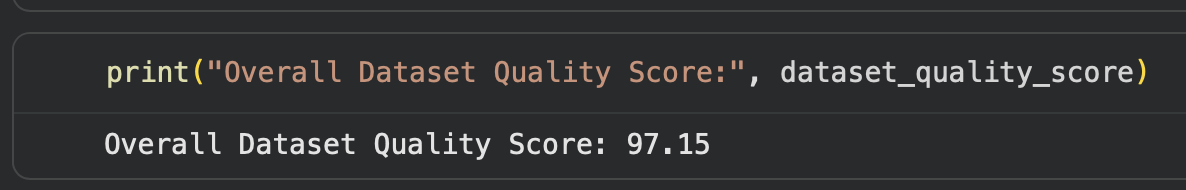 print("Overall Dataset Quality Score:", dataset_quality_score)
Overall Dataset Quality Score: 97.15